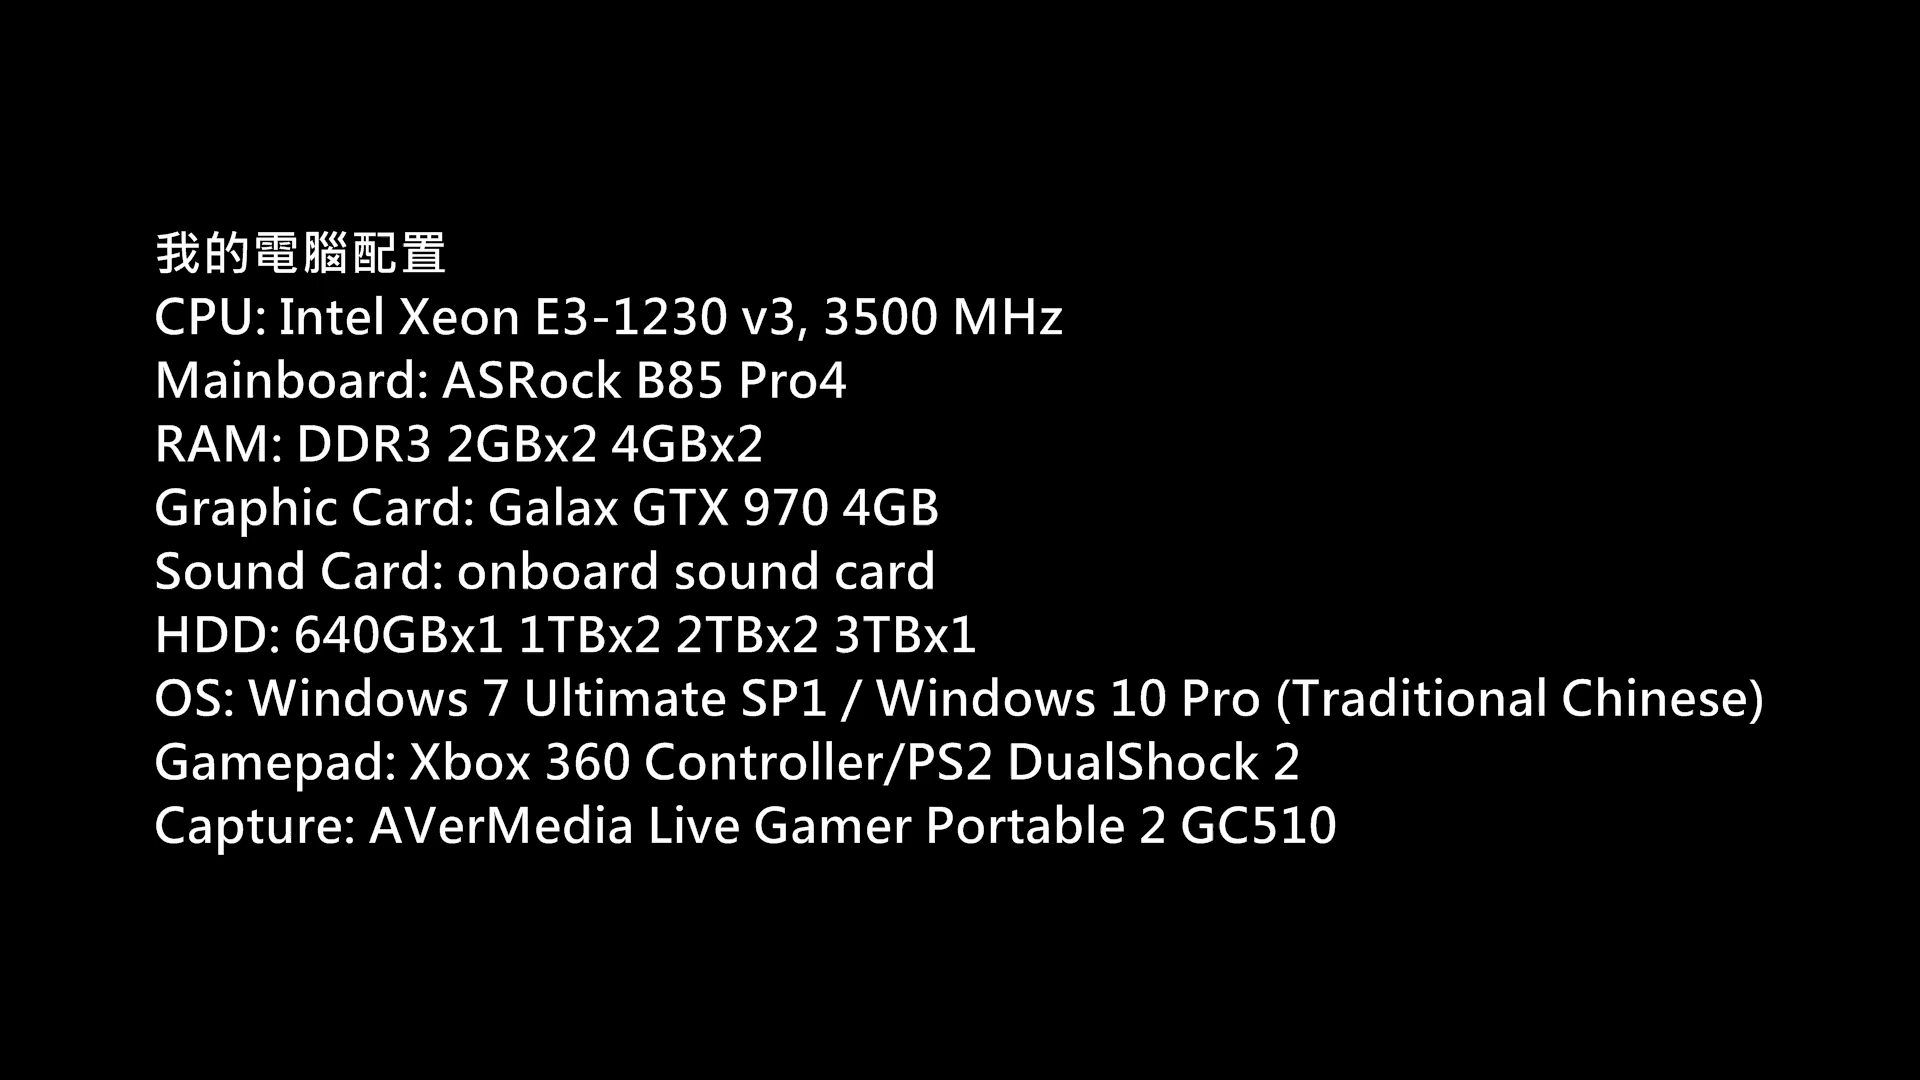 我的電腦配置
CPU: Intel Xeon E3-1230 v3, 3500 MHz
Mainboard: ASRock B85 Pro4
RAM: DDR3 2GBx2 4GBx2
Graphic Card: Galax GTX 970 4GB
Sound Card: onboard sound card
HDD: 640GBx1 1TBx2 2TBx2 3TBx1
OS: Windows 7 Ultimate SP1 / Windows 10 Pro (Traditional Chinese)
Gamepad: Xbox 360 Controller/PS2 DualShock 2
Capture: AVerMedia Live Gamer Portable 2 GC510